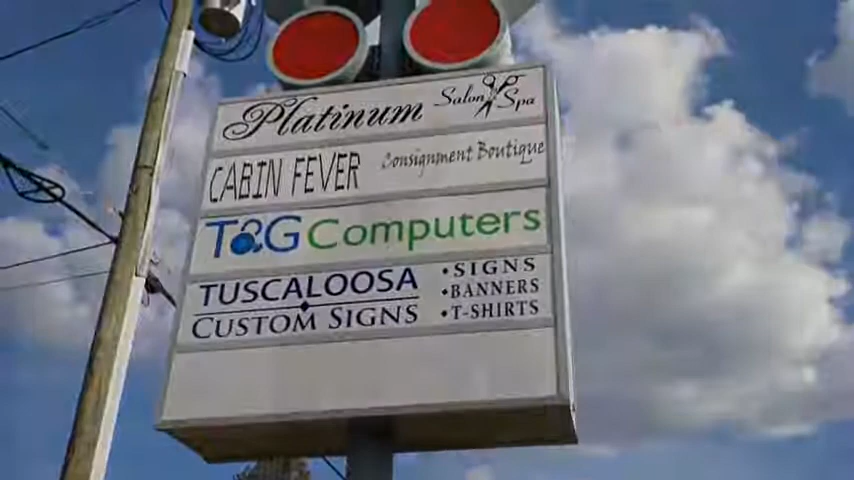 Platinum Salon Spa
CABIN FEVER Consignment Boutique
T&G Computers
TUSCALOOSA
CUSTOM SIGNS
• SIGNS
• BANNERS
• T-SHIRTS